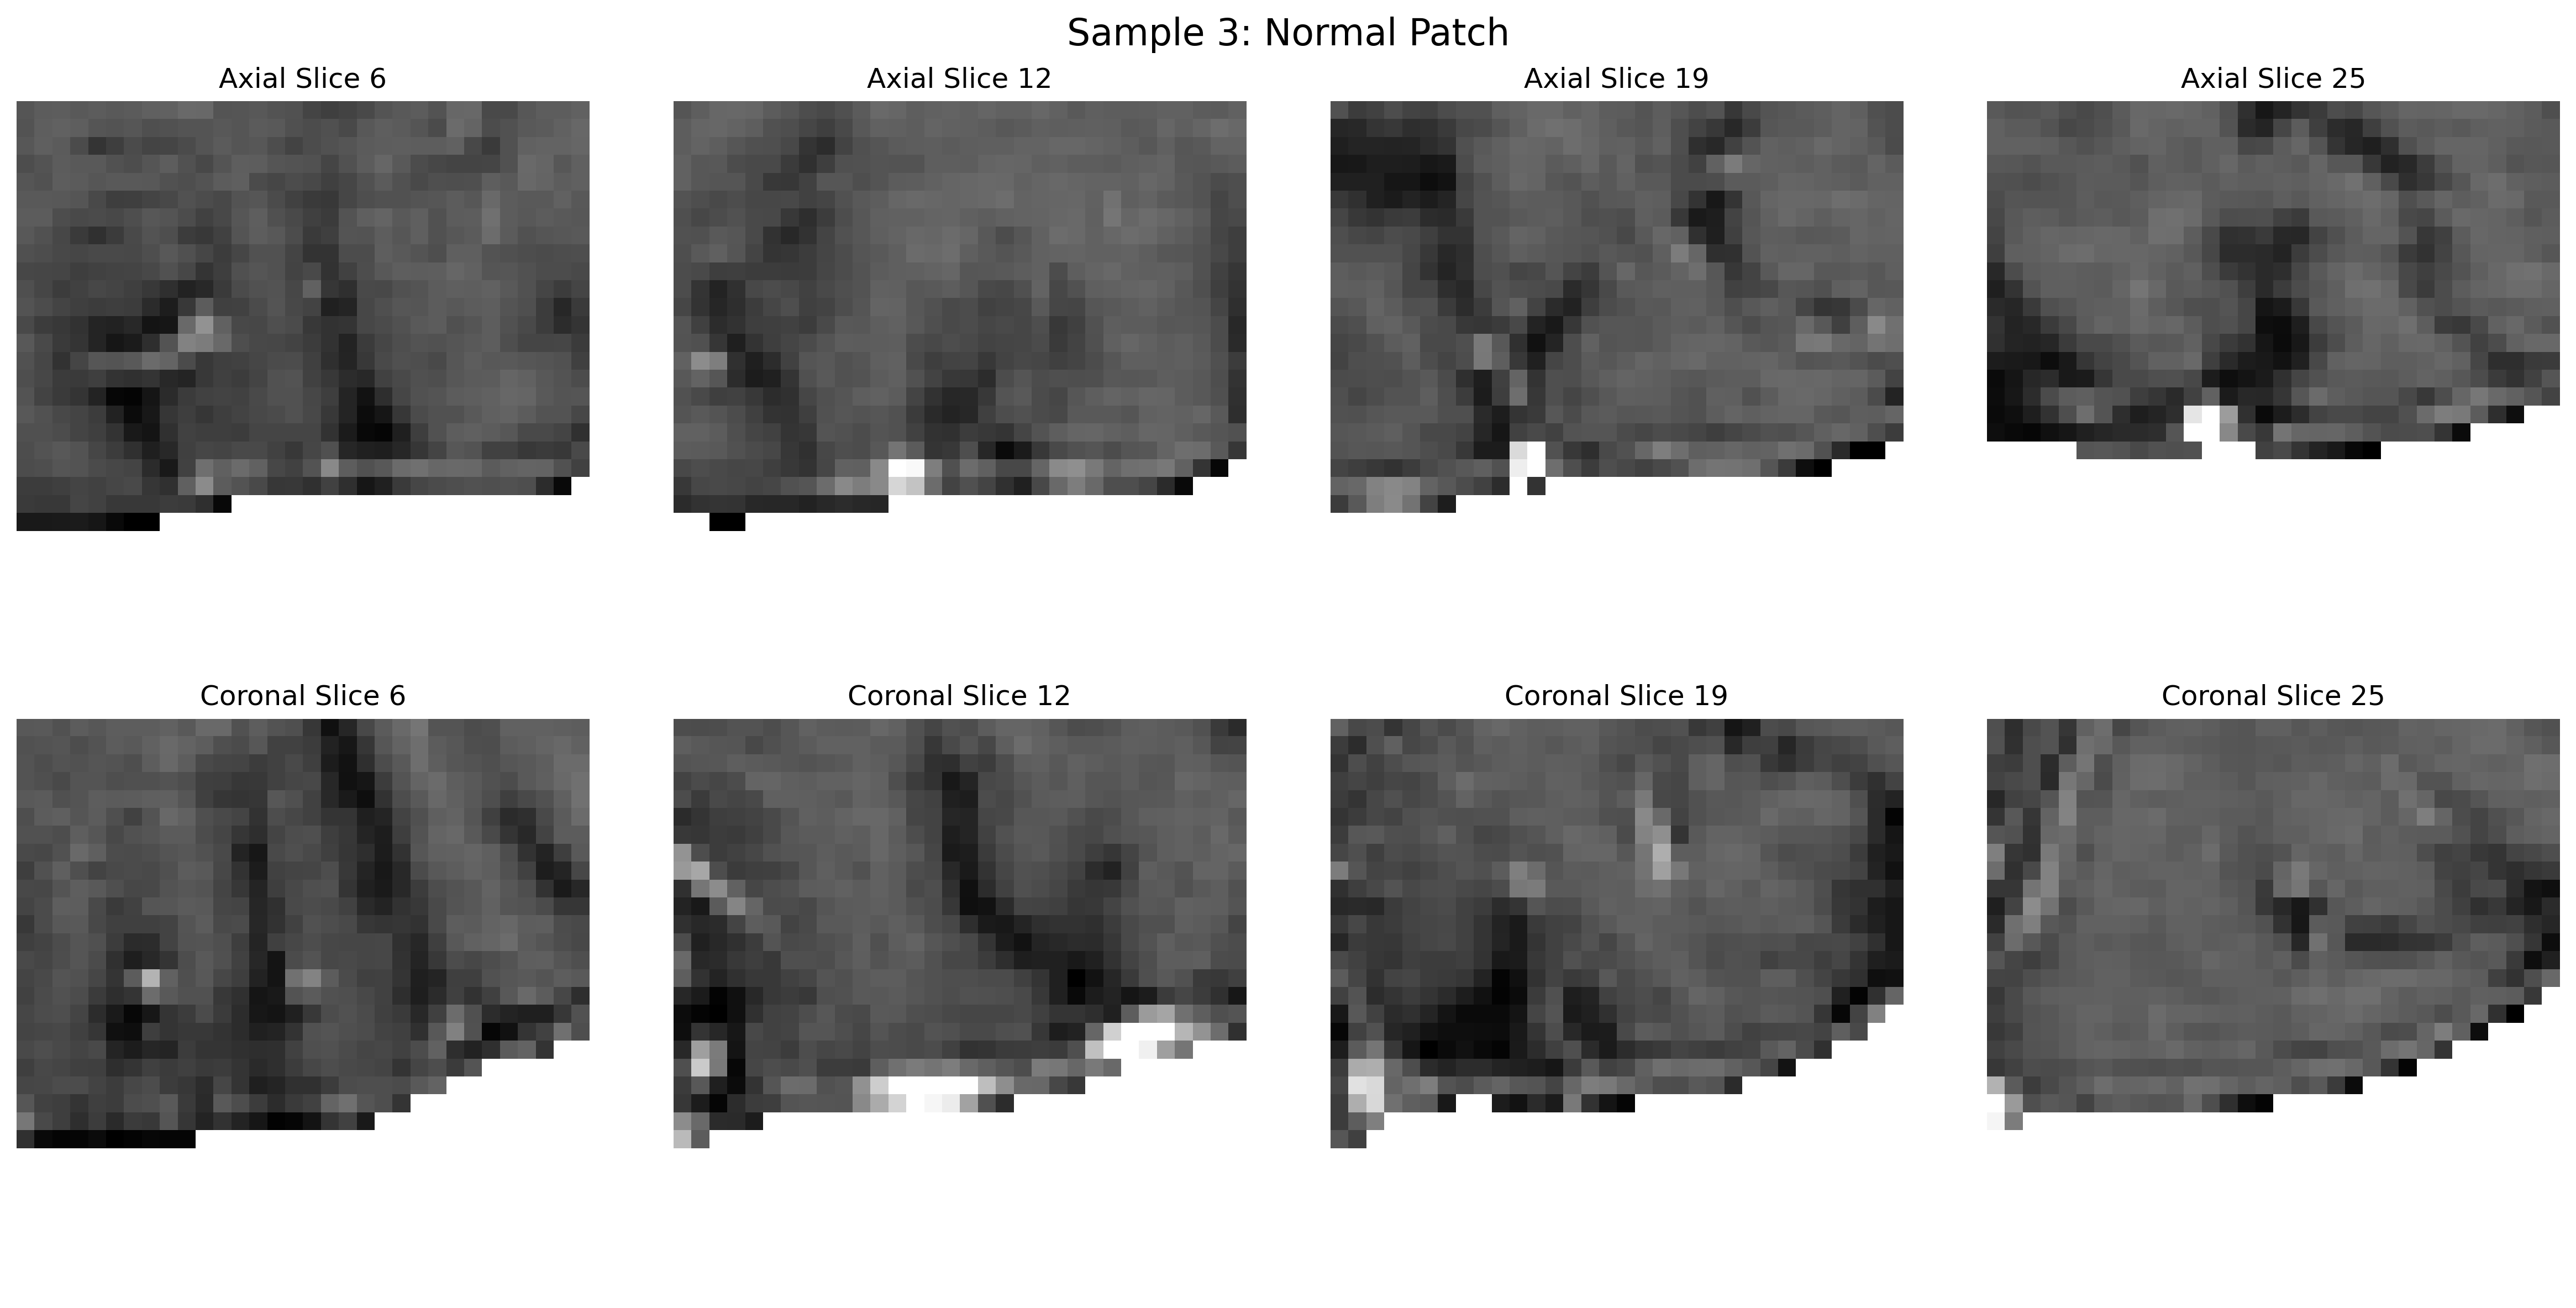 Sample 3: Normal Patch
Axial Slice 6
Axial Slice 12
Axial Slice 19
Axial Slice 25
Coronal Slice 6
Coronal Slice 12
Coronal Slice 19
Coronal Slice 25